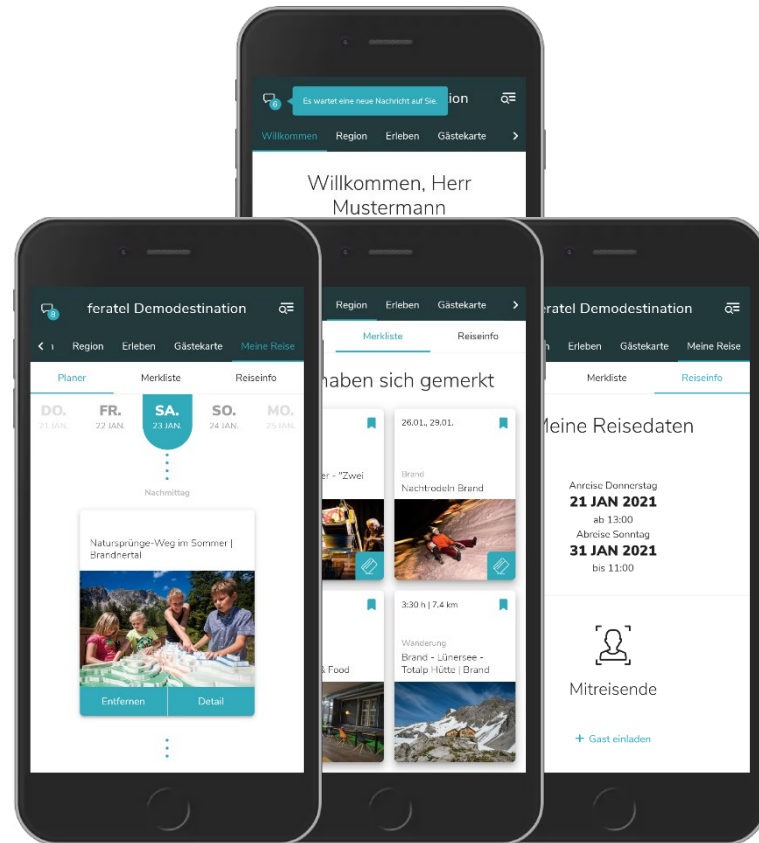 6
Es wartet eine neue Nachricht auf Sie.
ion
Willkommen Region Erleben Gästekarte
Willkommen, Herr
Mustermann
8
feratel Demodestination
Region Erleben Gästekarte Meine Reise
Planer Merkliste Reiseinfo
DO. FR. SA. SO. MO.
21 JAN. 22 JAN. 23 JAN. 24 JAN. 25 JAN.
Nachmittag
Natursprünge-Weg im Sommer |
Brandnertal
Entfernen Detail
Region Erleben Gästekarte
Merkliste Reiseinfo
haben sich gemerkt
er - "Zwei
26.01., 29.01.
Brand
Nachtrodeln Brand
& Food
3:30 h | 7.4 km
Wanderung
Brand - Lünersee -
Totalp Hütte | Brand
eratel Demodestination
Erleben Gästekarte Meine Reise
Merkliste Reiseinfo
Meine Reisedaten
Anreise Donnerstag
21 JAN 2021
ab 13:00
Abreise Sonntag
31 JAN 2021
bis 11:00
Mitreisende
+ Gast einladen